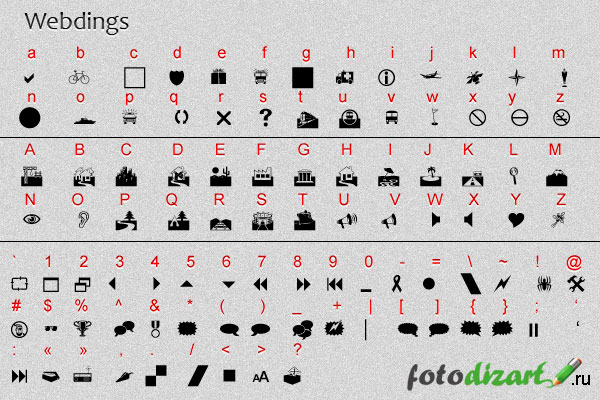 Webdings
a b c d e f g h i j k l m
n o p q r s t u v w x y z
A B C D E F G H I J K L M
N O P Q R S T U V W X Y Z
` 1 2 3 4 5 6 7 8 9 0 - = \ ~ ! @
# $ % ^ & * ( ) _ + | [ ] { } ; ‘
: « » , . / < > ?
fotodizart.ru